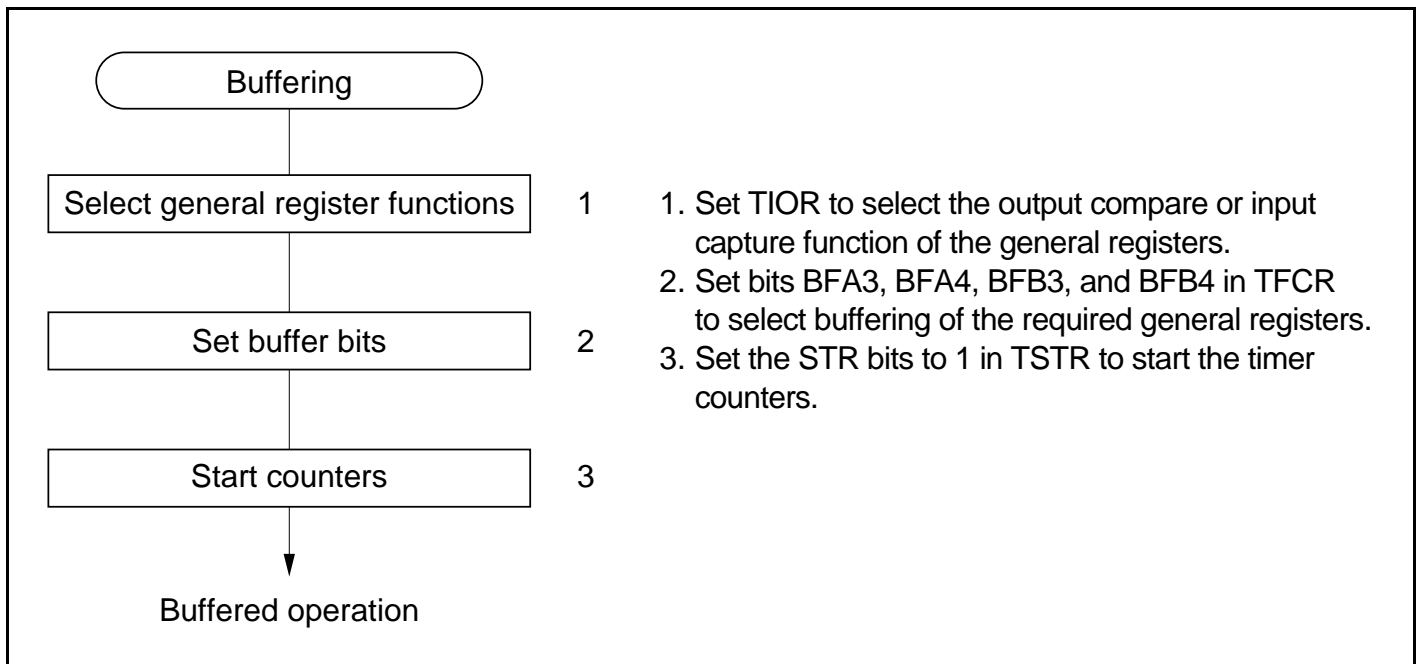 Buffering
Select general register functions 1
Set buffer bits 2
Start counters 3
Buffered operation
1. Set TIOR to select the output compare or input
capture function of the general registers.
2. Set bits BFA3, BFA4, BFB3, and BFB4 in TFCR
to select buffering of the required general registers.
3. Set the STR bits to 1 in TSTR to start the timer
counters.